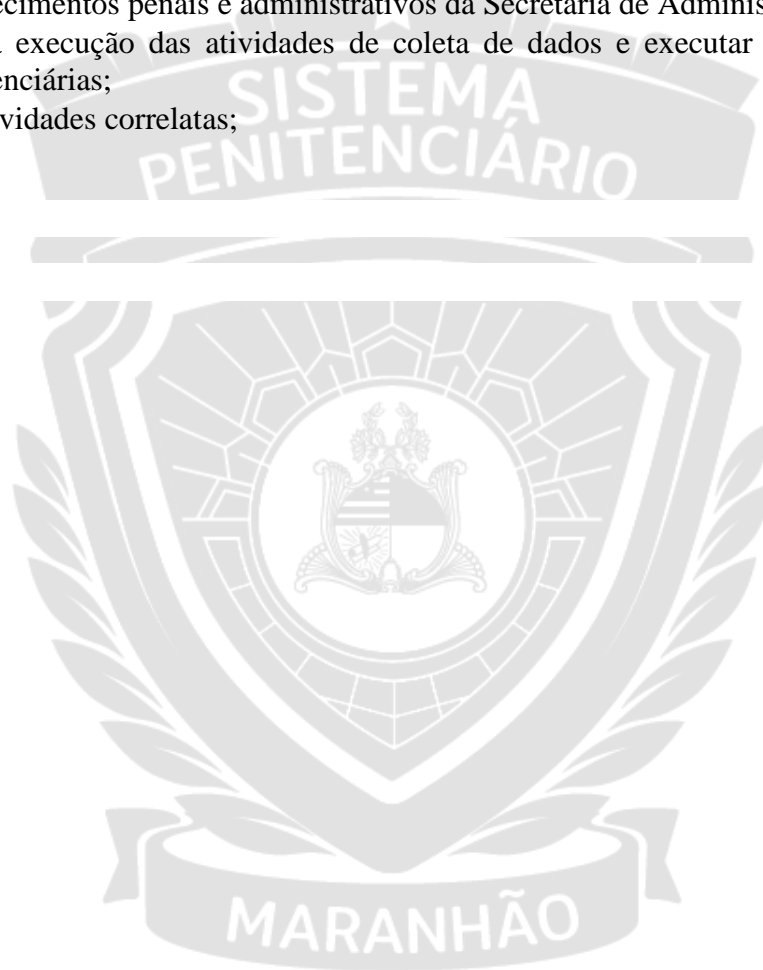 ecimentos penais e administrativos da Secretaria de Adminis
a execução das atividades de coleta de dados e executar
enciárias;
vidades correlatas;
SISTEMA
PENITENCIÁRIO
MARANHÃO